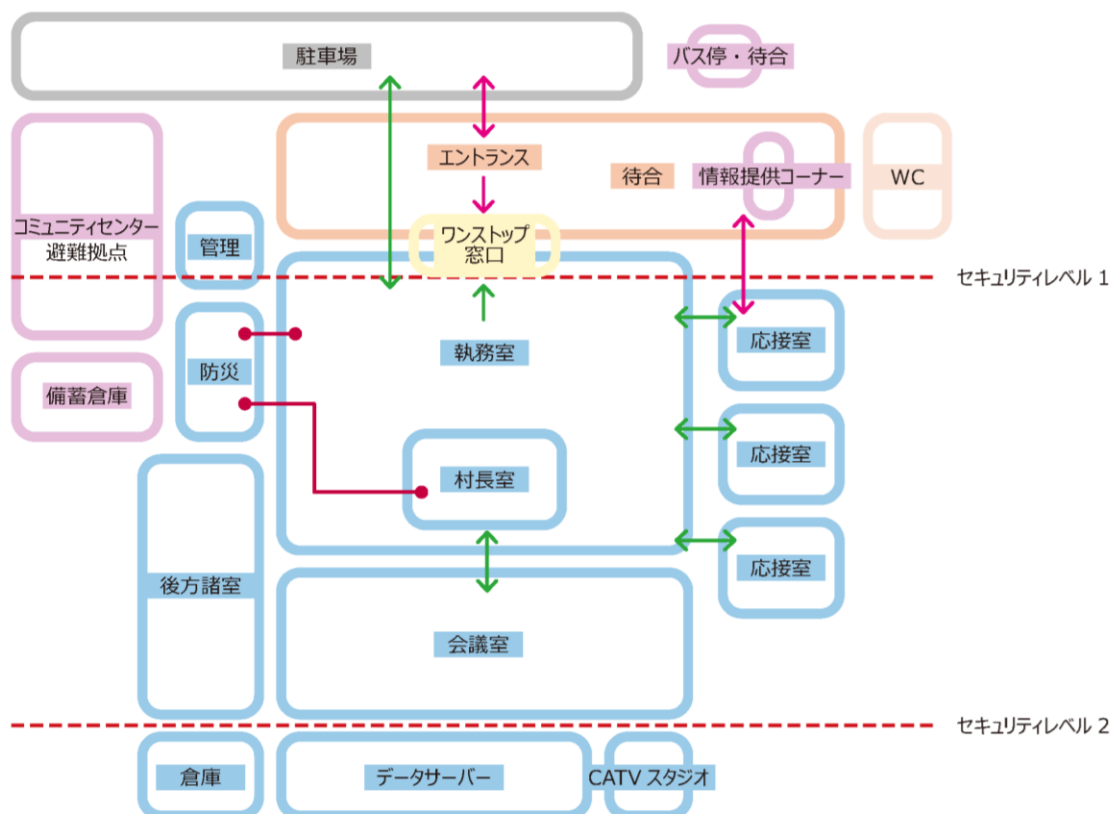 駐車場
バス停・待合
エントランス
待合
情報提供コーナー
WC
コミュニティセンター
避難拠点
管理
ワンストップ
窓口
セキュリティレベル 1
応接室
執務室
防災
備蓄倉庫
応接室
村長室
応接室
後方諸室
会議室
セキュリティレベル 2
倉庫
データサーバー
CATV スタジオ